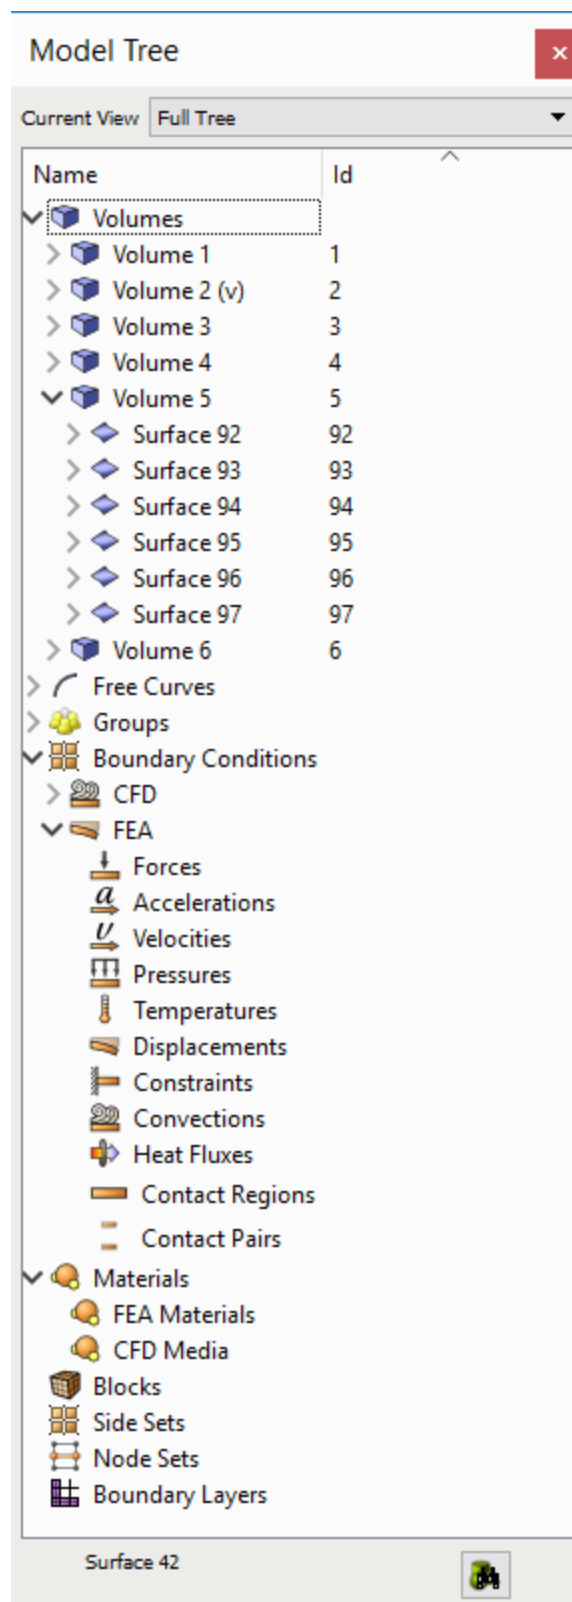 Model Tree
Current View Full Tree
Name Id
Volumes
Volume 1 1
Volume 2 (v) 2
Volume 3 3
Volume 4 4
Volume 5 5
Surface 92 92
Surface 93 93
Surface 94 94
Surface 95 95
Surface 96 96
Surface 97 97
Volume 6 6
Free Curves
Groups
Boundary Conditions
CFD
FEA
Forces
a Accelerations
v Velocities
Pressures
Temperatures
Displacements
Constraints
Convections
Heat Fluxes
Contact Regions
Contact Pairs
Materials
FEA Materials
CFD Media
Blocks
Side Sets
Node Sets
Boundary Layers
Surface 42